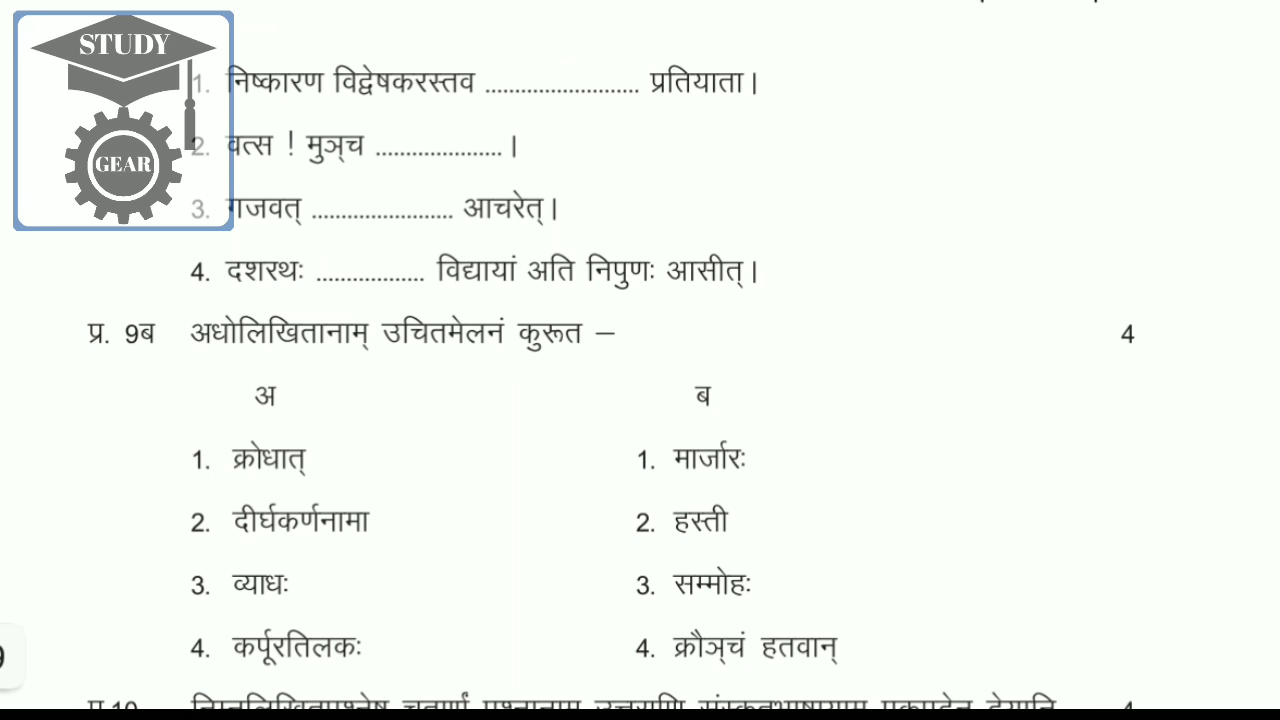 STUDY
GEAR
1. निष्कारण विद्वेषकरस्तव .......................... प्रतियाता।
2. वत्स ! मुञ्च ..................... ।
3. गजवत् ........................ आचरेत्।
4. दशरथः .................. विद्यायां अति निपुणः आसीत्।
प्र. 9ब अधोलिखितानाम् उचितमेलनं कुरूत – 4
अ ब
1. क्रोधात् 1. मार्जारः
2. दीर्घकर्णनामा 2. हस्ती
3. व्याधः 3. सम्मोहः
4. कर्पूरतिलकः 4. क्रौञ्चं हतवान्
9